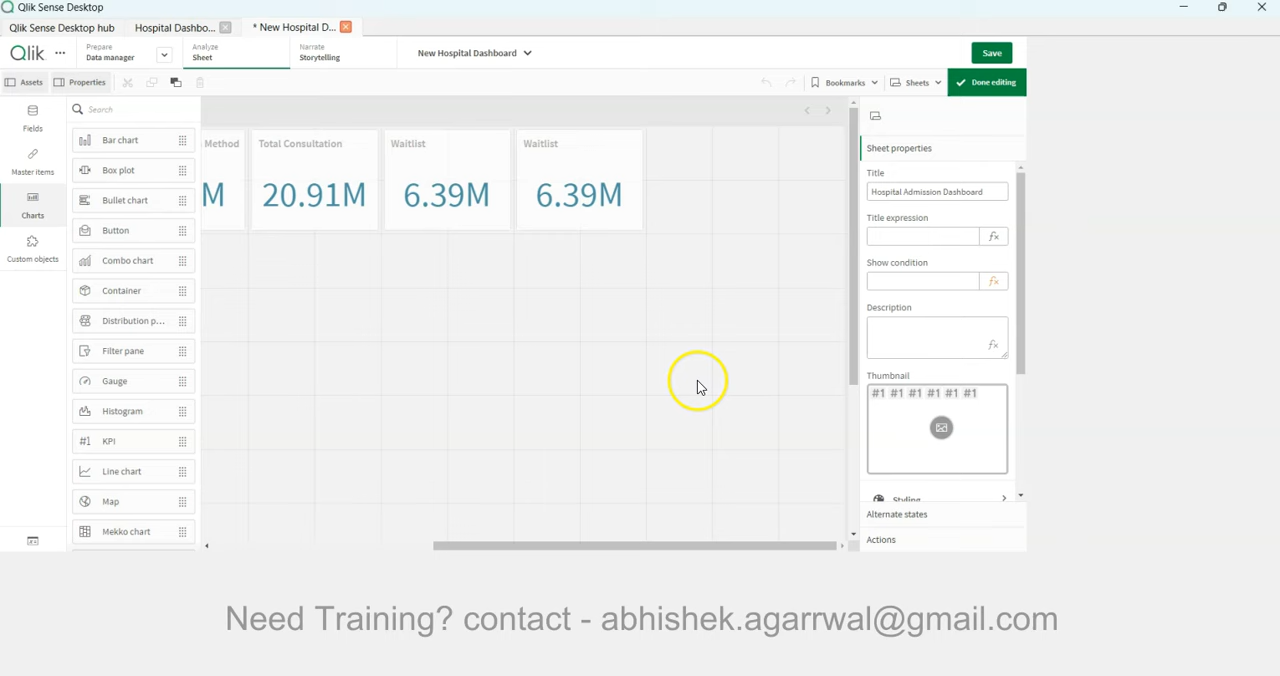 Qlik Sense Desktop
Qlik Sense Desktop hub
Hospital Dashbo...
* New Hospital D...
Qlik
Prepare
Data manager
Analyze
Sheet
Narrate
Storytelling
New Hospital Dashboard
Save
Assets
Properties
Bookmarks
Sheets
Done editing
Fields
Master items
Charts
Custom objects
Search
Bar chart
Box plot
Bullet chart
Button
Combo chart
Container
Distribution p...
Filter pane
Gauge
Histogram
#1 KPI
Line chart
Map
Mekko chart
Method
M
Total Consultation
20.91M
Waitlist
6.39M
Waitlist
6.39M
Sheet properties
Title
Hospital Admission Dashboard
Title expression
fx
Show condition
fx
Description
fx
Thumbnail
#1 #1 #1 #1 #1 #1
Styling
Alternate states
Actions
Need Training? contact - abhishek.agarrwal@gmail.com